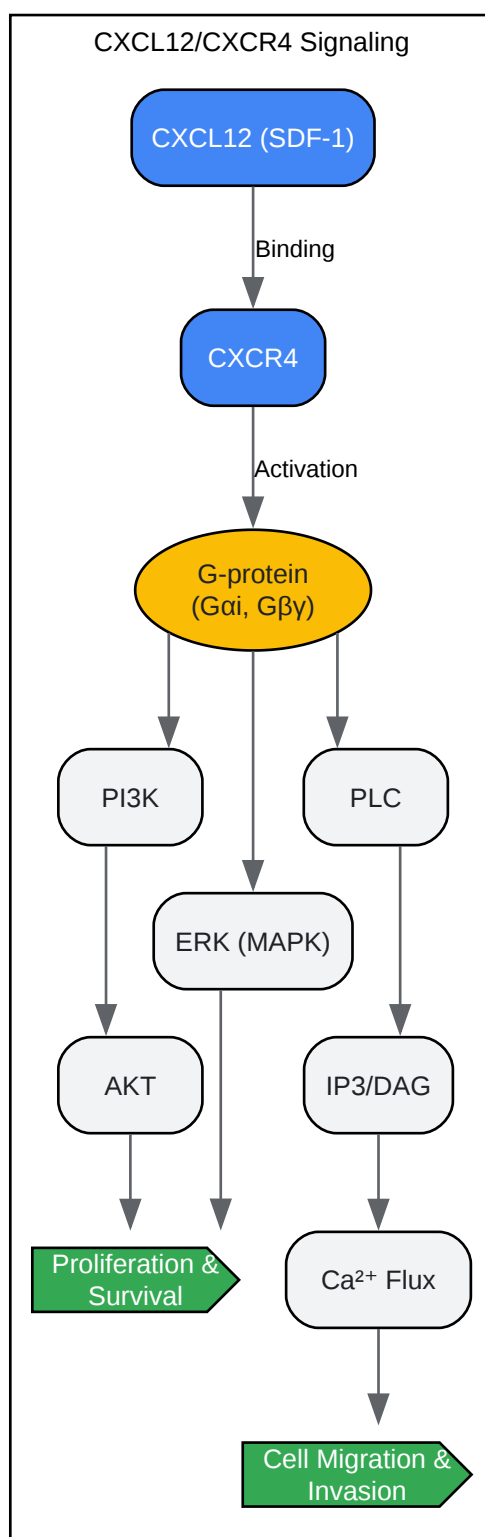 CXCL12/CXCR4 Signaling
CXCL12 (SDF-1)
Binding
CXCR4
Activation
G-protein
(Gαi, Gβγ)
PI3K
PLC
ERK (MAPK)
AKT
IP3/DAG
Proliferation &
Survival
Ca²⁺ Flux
Cell Migration &
Invasion